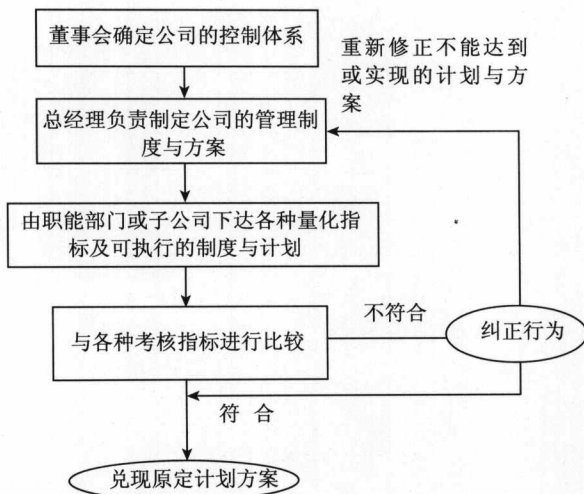 董事会确定公司的控制体系
重新修正不能达到
或实现的计划与方
案
总经理负责制定公司的管理制
度与方案
由职能部门或子公司下达各种量化指
标及可执行的制度与计划
不符合
与各种考核指标进行比较
纠正行为
符 合
兑现原定计划方案